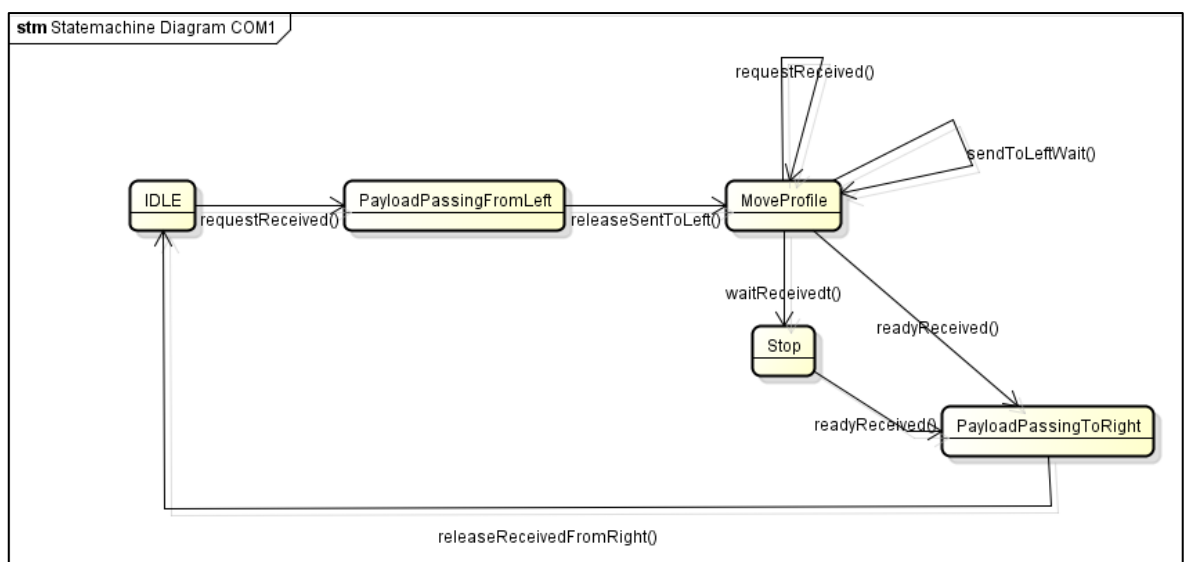 stm Statemachine Diagram COM1
requestReceived()
sendToLeftWait()
IDLE
PayloadPassingFromLeft
MoveProfile
requestReceived()
releaseSentToLeft()
waitReceivedt()
readyReceived()
Stop
readyReceived()
PayloadPassingToRight
releaseReceivedFromRight()